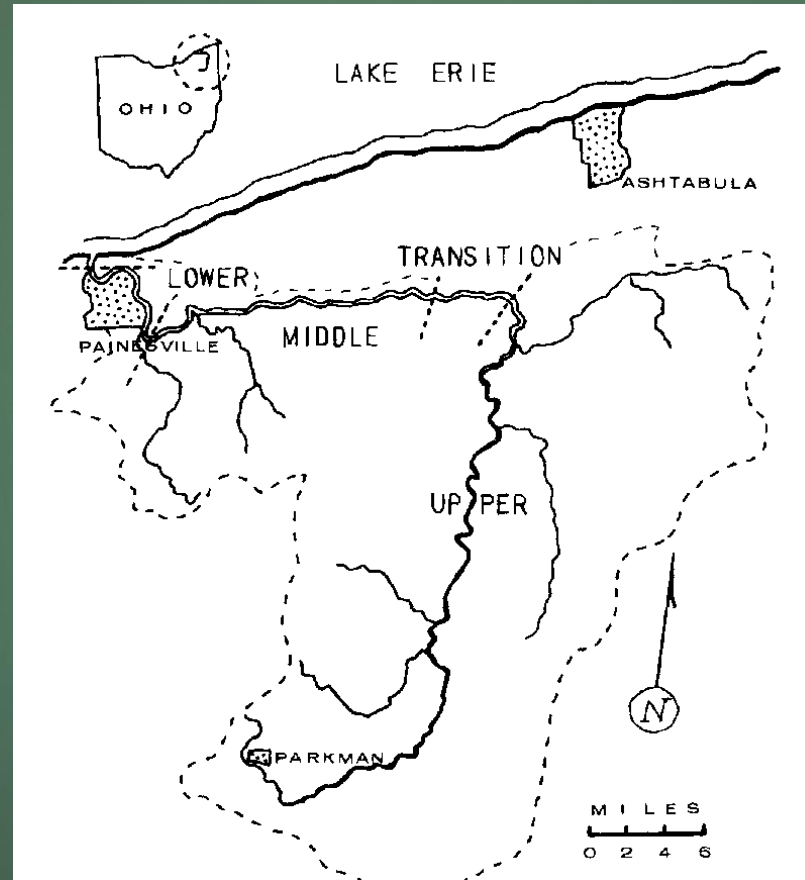 LAKE ERIE
OHIO
ASHTABULA
TRANSITION
LOWER
MIDDLE
PAINESVILLE
UPPER
N
PARKMAN
MILES
0 2 4 6